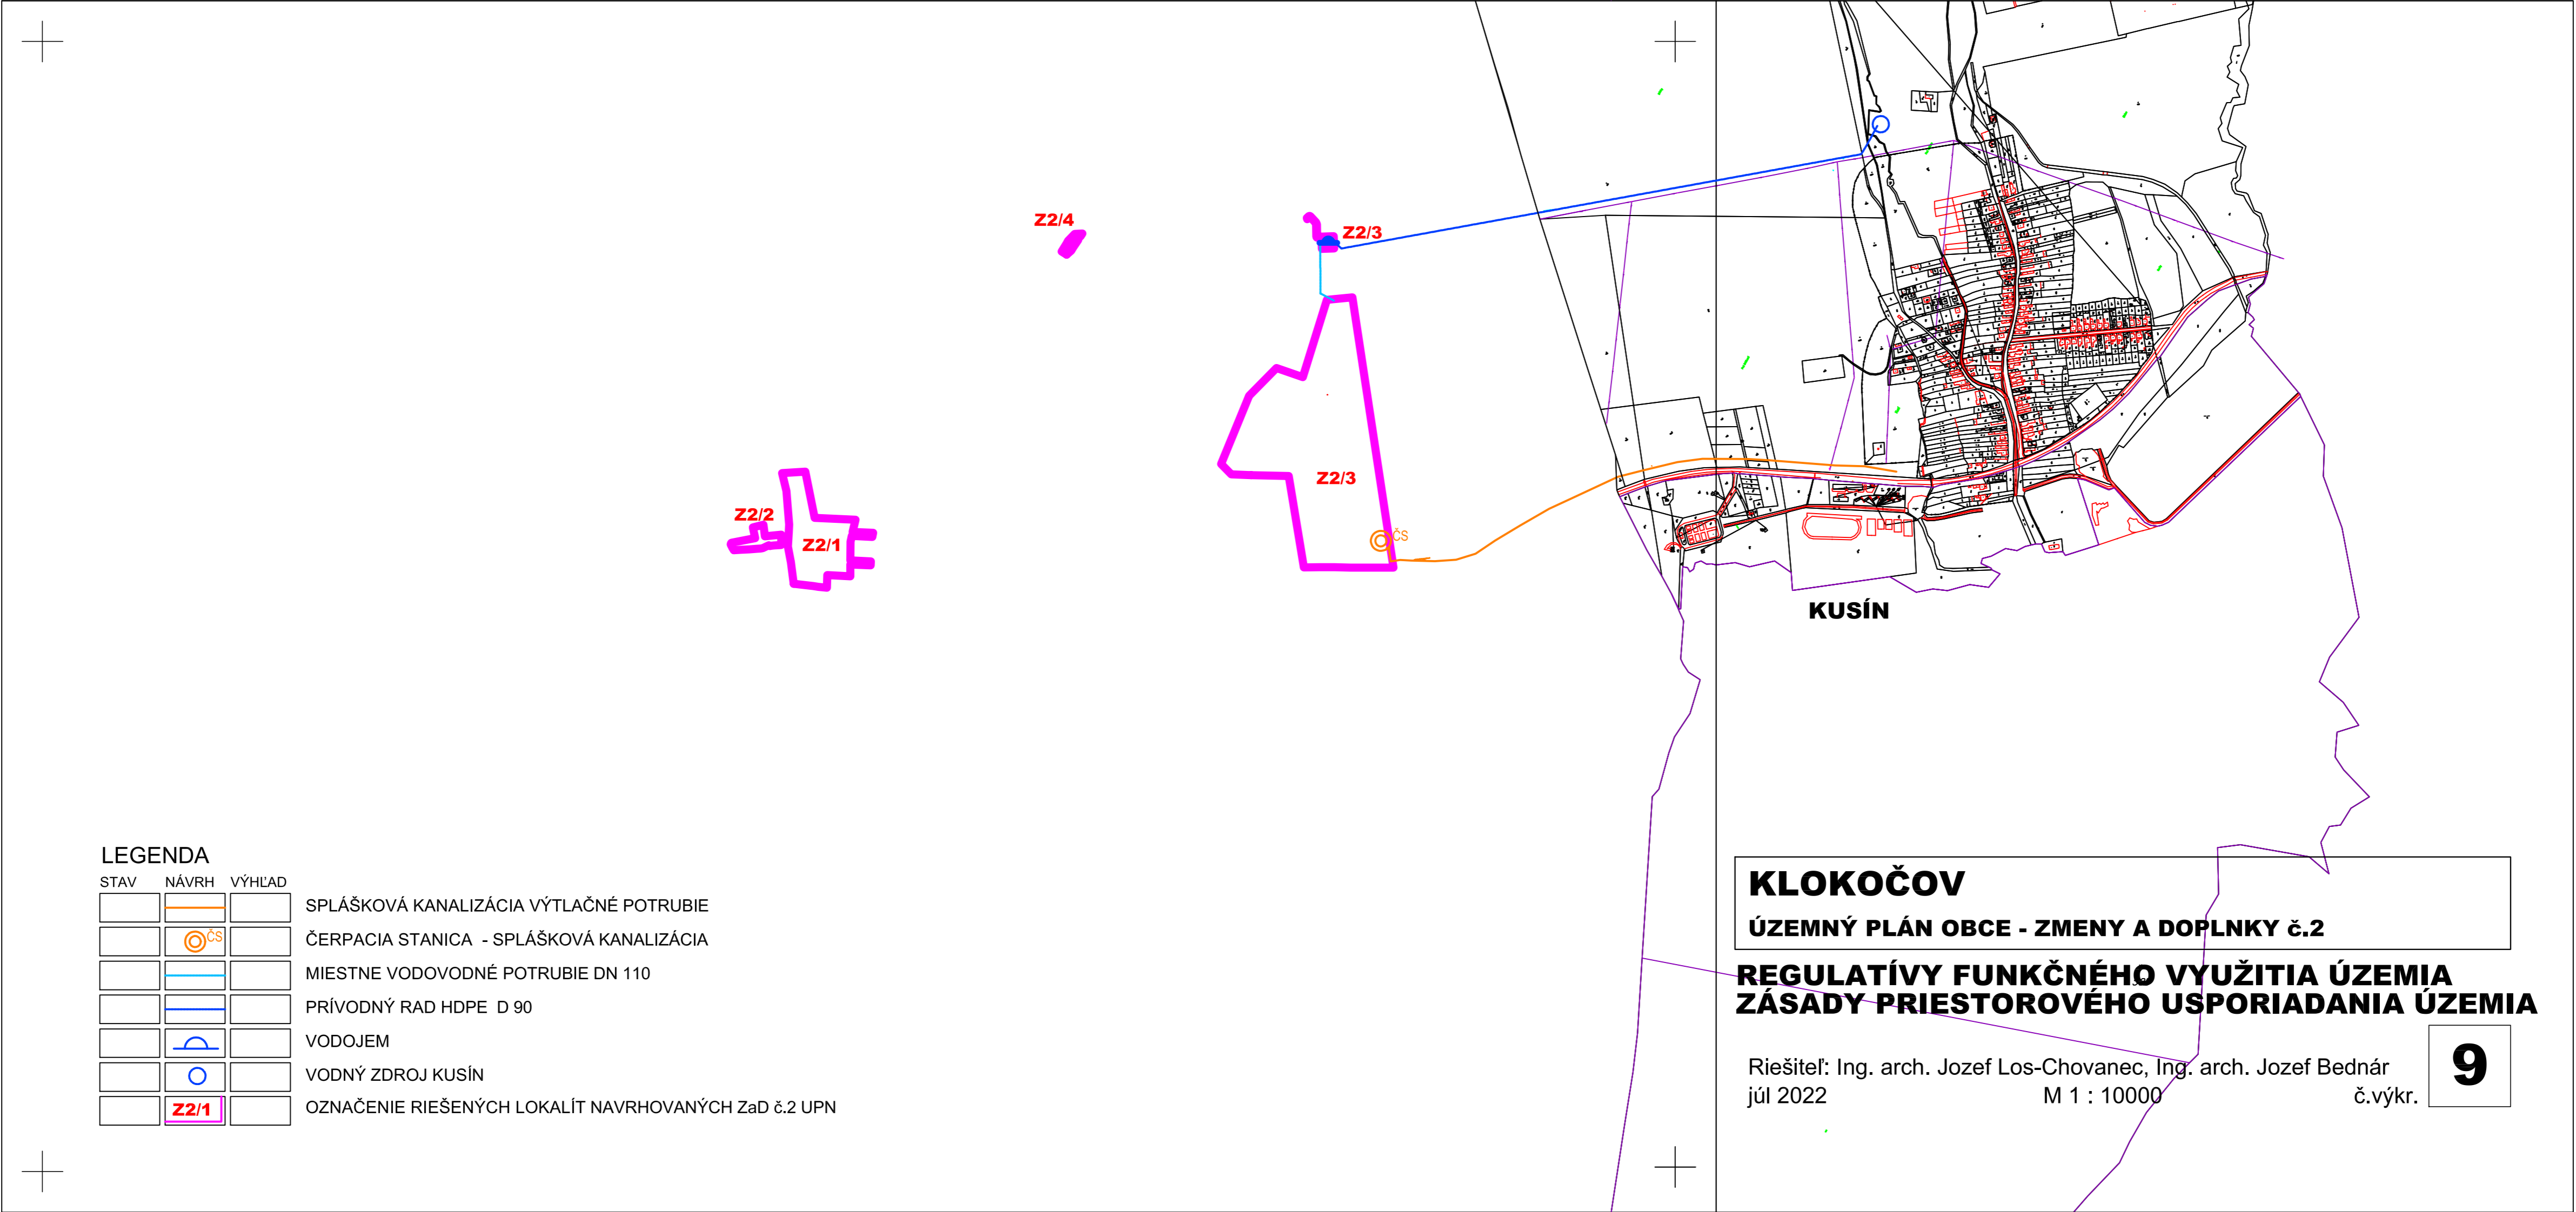 Z2/4
Z2/3
Z2/3
ČS
Z2/2
Z2/1
KUSÍN
LEGENDA
STAV NÁVRH VÝHĽAD
SPLÁŠKOVÁ KANALIZÁCIA VÝTLAČNÉ POTRUBIE
ČS ČERPACIA STANICA - SPLÁŠKOVÁ KANALIZÁCIA
MIESTNE VODOVODNÉ POTRUBIE DN 110
PRÍVODNÝ RAD HDPE D 90
VODOJEM
VODNÝ ZDROJ KUSÍN
Z2/1 OZNAČENIE RIEŠENÝCH LOKALÍT NAVRHOVANÝCH ZaD č.2 UPN
KLOKOČOV
ÚZEMNÝ PLÁN OBCE - ZMENY A DOPLNKY č.2
REGULATÍVY FUNKČNÉHO VYUŽITIA ÚZEMIA
ZÁSADY PRIESTOROVÉHO USPORIADANIA ÚZEMIA
Riešiteľ: Ing. arch. Jozef Los-Chovanec, Ing. arch. Jozef Bednár
júl 2022 M 1 : 10000 č.výkr. 9